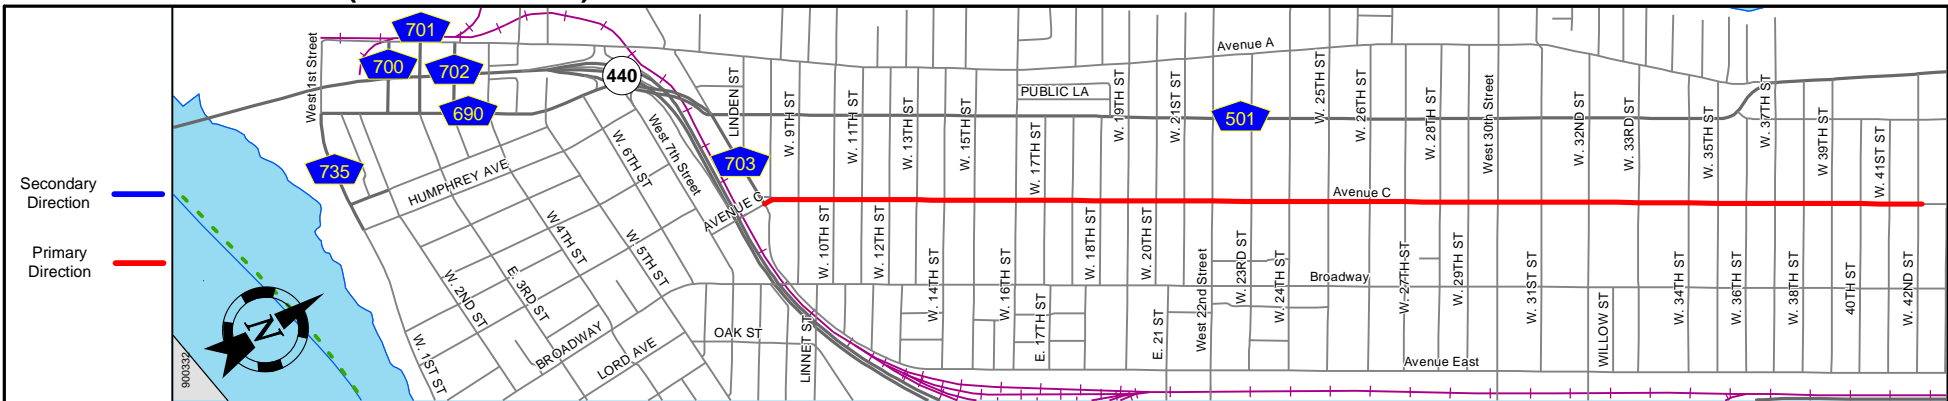 701
700
702
690
735
440
703
501
Secondary
Direction
Primary
Direction
West 1st Street
Avenue A
PUBLIC LA
LINDEN ST
W. 9TH ST
W. 11TH ST
W. 13TH ST
W. 15TH ST
W. 17TH ST
W. 19TH ST
W. 21ST ST
W. 25TH ST
W. 26TH ST
W. 28TH ST
West 30th Street
W. 32ND ST
W. 33RD ST
W. 35TH ST
W. 37TH ST
W 39TH ST
W. 41ST ST
HUMPHREY AVE
W. 6TH ST
West 7th Street
AVENUE C
Avenue C
W. 2ND ST
E. 3RD ST
W.4TH ST
W. 5TH ST
W. 1ST ST
BROADWAY
LORD AVE
OAK ST
LINNET ST
W. 10TH ST
W. 12TH ST
W. 14TH ST
W. 16TH ST
E. 17TH ST
W. 18TH ST
W. 20TH ST
E. 21 ST
West 22nd Street
W. 23RD ST
W. 24TH ST
Broadway
W. 27TH ST
W. 29TH ST
W. 31ST ST
WILLOW ST
W. 34TH ST
W. 36TH ST
W. 38TH ST
40TH ST
W. 42ND ST
Avenue East
N
900332